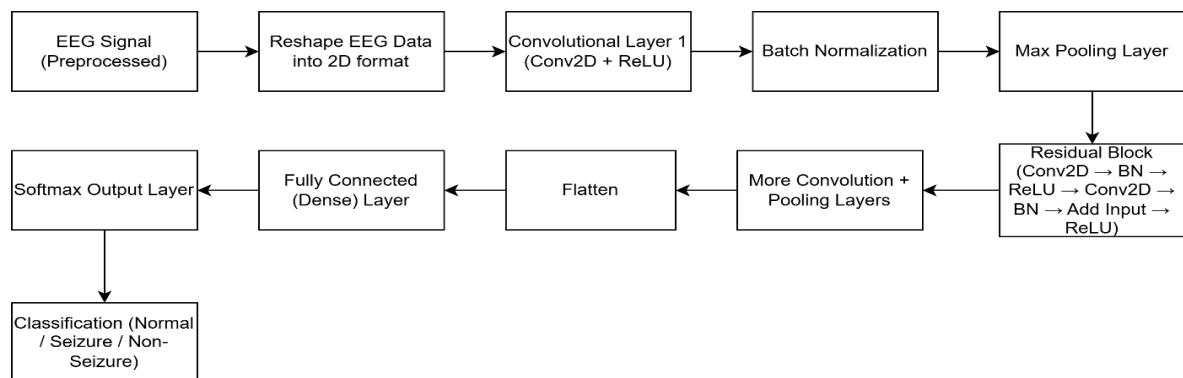 EEG Signal
(Preprocessed)
Reshape EEG Data
into 2D format
Convolutional Layer 1
(Conv2D + ReLU)
Batch Normalization
Max Pooling Layer
Residual Block
(Conv2D → BN →
ReLU → Conv2D →
BN → Add Input →
ReLU)
More Convolution +
Pooling Layers
Flatten
Fully Connected
(Dense) Layer
Softmax Output Layer
Classification (Normal
/ Seizure / Non-
Seizure)